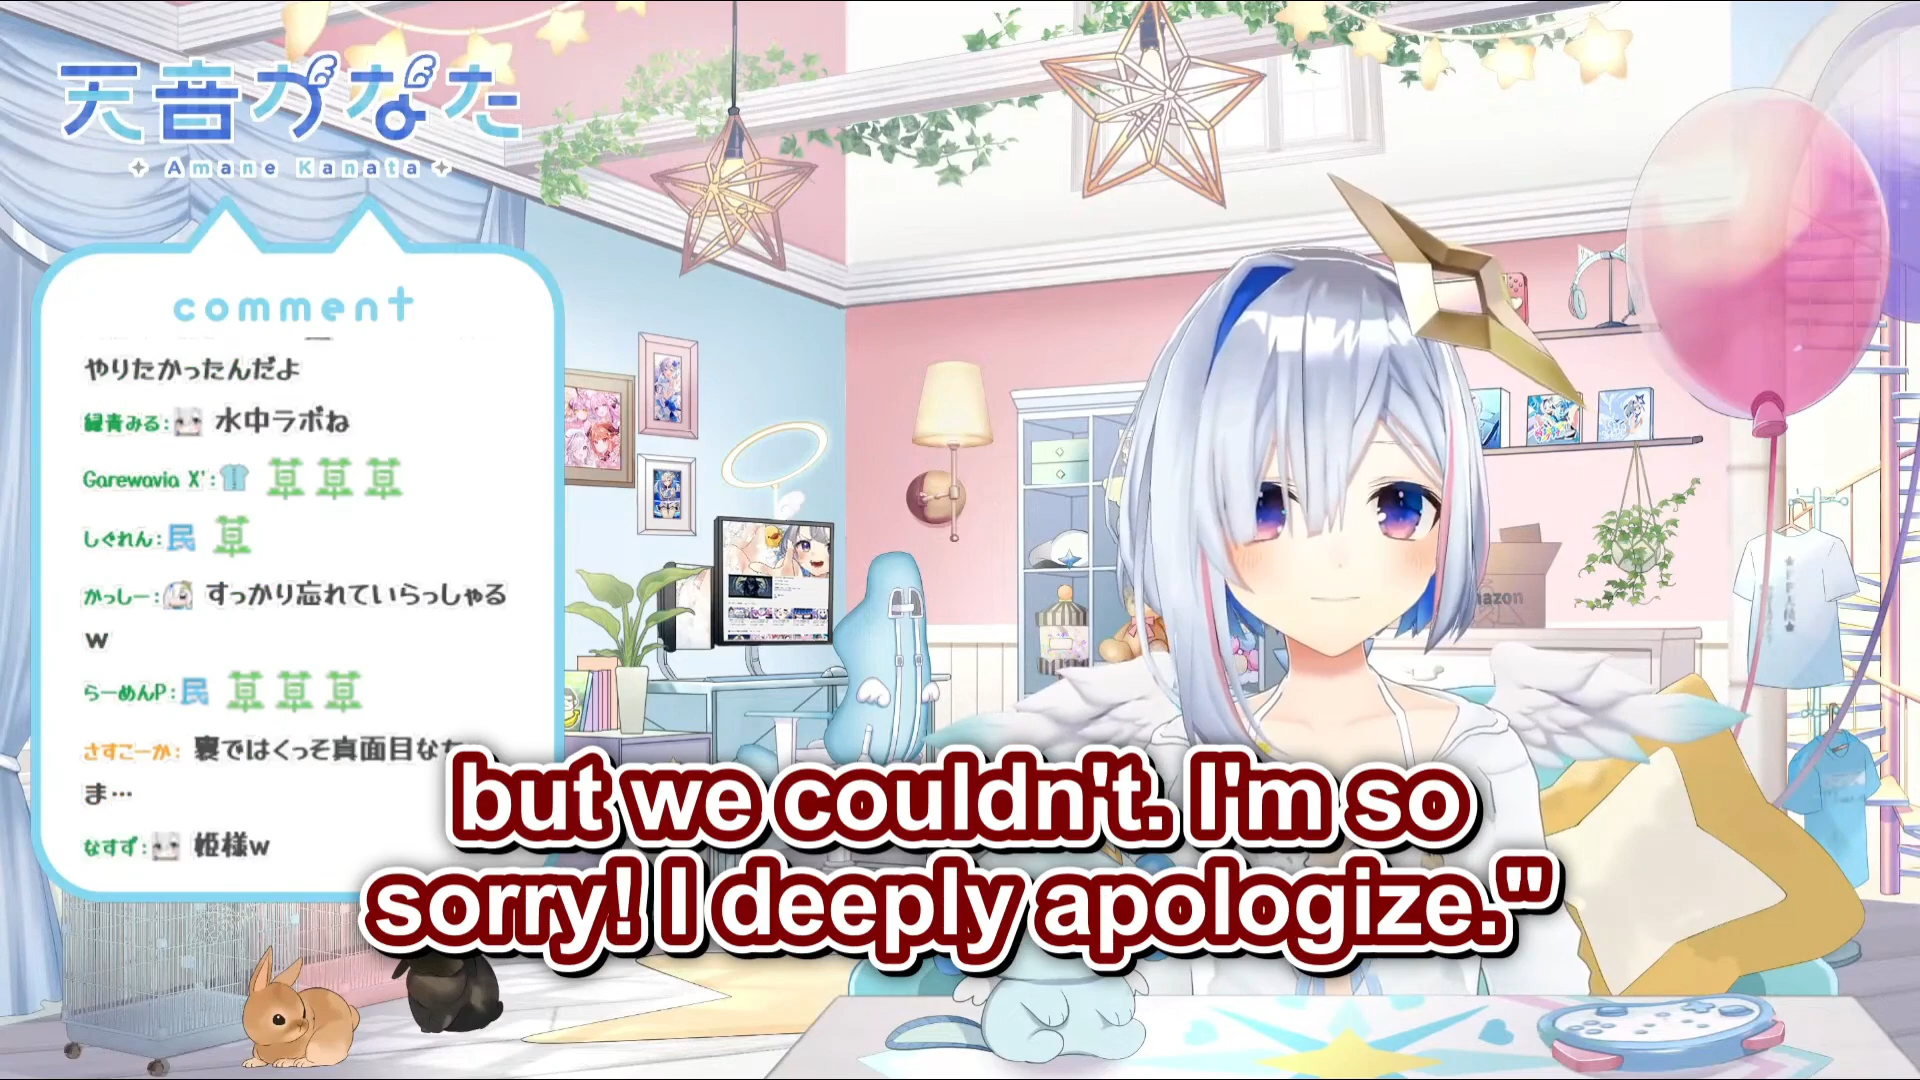 天音かなた
Amane Kanata
comment
やりたかったんだよ
緑青みる: 水中ラボね
Garewavia X': 草草草
しぐれん:民 草
かっしー: すっかり忘れていらっしゃる
w
らーめんP:民 草草草
さすこーか: 裏ではくっそ真面目なた
ま…
なすず: 姫様w
but we couldn't. I'm so
sorry! I deeply apologize."